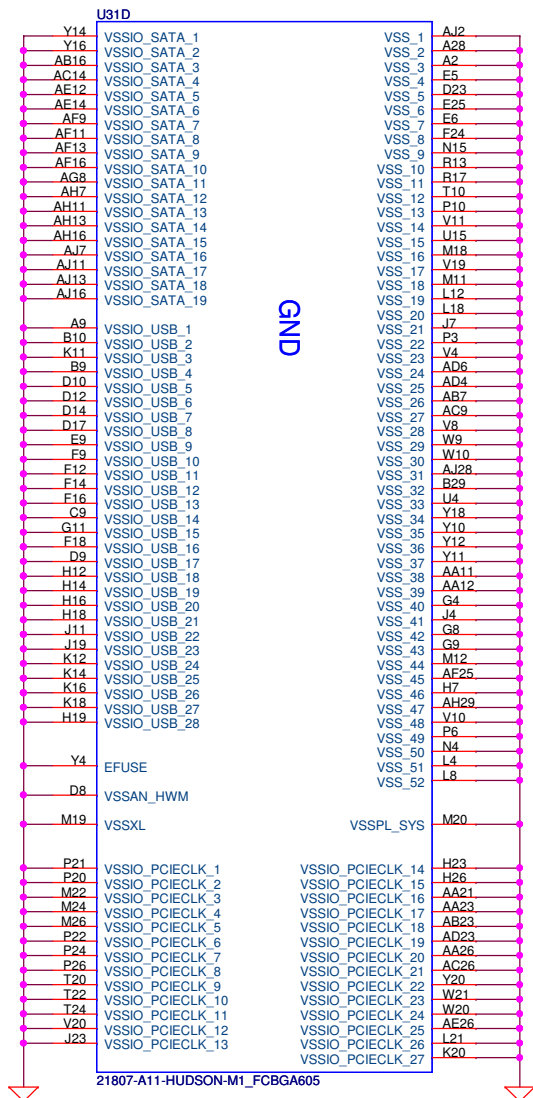 U31D
Y14 VSSIO_SATA_1 VSS_1 AJ2
Y16 VSSIO_SATA_2 VSS_2 A28
AB16 VSSIO_SATA_3 VSS_3 A2
AC14 VSSIO_SATA_4 VSS_4 E5
AE12 VSSIO_SATA_5 VSS_5 D23
AE14 VSSIO_SATA_6 VSS_6 E25
AF9 VSSIO_SATA_7 VSS_7 E6
AF11 VSSIO_SATA_8 VSS_8 F24
AF13 VSSIO_SATA_9 VSS_9 N15
AF16 VSSIO_SATA_10 VSS_10 R13
AG8 VSSIO_SATA_11 VSS_11 R17
AH7 VSSIO_SATA_12 VSS_12 T10
AH11 VSSIO_SATA_13 VSS_13 P10
AH13 VSSIO_SATA_14 VSS_14 V11
AH16 VSSIO_SATA_15 VSS_15 U15
AJ7 VSSIO_SATA_16 VSS_16 M18
AJ11 VSSIO_SATA_17 VSS_17 V19
AJ13 VSSIO_SATA_18 VSS_18 M11
AJ16 VSSIO_SATA_19 VSS_19 L12
VSS_20 L18
GND
A9 VSSIO_USB_1 VSS_21 J7
B10 VSSIO_USB_2 VSS_22 P3
K11 VSSIO_USB_3 VSS_23 V4
B9 VSSIO_USB_4 VSS_24 AD6
D10 VSSIO_USB_5 VSS_25 AD4
D12 VSSIO_USB_6 VSS_26 AB7
D14 VSSIO_USB_7 VSS_27 AC9
D17 VSSIO_USB_8 VSS_28 V8
E9 VSSIO_USB_9 VSS_29 W9
F9 VSSIO_USB_10 VSS_30 W10
F12 VSSIO_USB_11 VSS_31 AJ28
F14 VSSIO_USB_12 VSS_32 B29
F16 VSSIO_USB_13 VSS_33 U4
C9 VSSIO_USB_14 VSS_34 Y18
G11 VSSIO_USB_15 VSS_35 Y10
F18 VSSIO_USB_16 VSS_36 Y12
D9 VSSIO_USB_17 VSS_37 Y11
H12 VSSIO_USB_18 VSS_38 AA11
H14 VSSIO_USB_19 VSS_39 AA12
H16 VSSIO_USB_20 VSS_40 G4
H18 VSSIO_USB_21 VSS_41 J4
J11 VSSIO_USB_22 VSS_42 G8
J19 VSSIO_USB_23 VSS_43 G9
K12 VSSIO_USB_24 VSS_44 M12
K14 VSSIO_USB_25 VSS_45 AF25
K16 VSSIO_USB_26 VSS_46 H7
K18 VSSIO_USB_27 VSS_47 AH29
H19 VSSIO_USB_28 VSS_48 V10
VSS_49 P6
VSS_50 N4
Y4 EFUSE VSS_51 L4
VSS_52 L8
D8 VSSAN_HWM
M19 VSSXL VSSPL_SYS M20
P21 VSSIO_PCIECLK_1 VSSIO_PCIECLK_14 H23
P20 VSSIO_PCIECLK_2 VSSIO_PCIECLK_15 H26
M22 VSSIO_PCIECLK_3 VSSIO_PCIECLK_16 AA21
M24 VSSIO_PCIECLK_4 VSSIO_PCIECLK_17 AA23
M26 VSSIO_PCIECLK_5 VSSIO_PCIECLK_18 AB23
P22 VSSIO_PCIECLK_6 VSSIO_PCIECLK_19 AD23
P24 VSSIO_PCIECLK_7 VSSIO_PCIECLK_20 AA26
P26 VSSIO_PCIECLK_8 VSSIO_PCIECLK_21 AC26
T20 VSSIO_PCIECLK_9 VSSIO_PCIECLK_22 Y20
T22 VSSIO_PCIECLK_10 VSSIO_PCIECLK_23 W21
T24 VSSIO_PCIECLK_11 VSSIO_PCIECLK_24 W20
V20 VSSIO_PCIECLK_12 VSSIO_PCIECLK_25 AE26
J23 VSSIO_PCIECLK_13 VSSIO_PCIECLK_26 L21
VSSIO_PCIECLK_27 K20
21807-A11-HUDSON-M1_FCBGA605